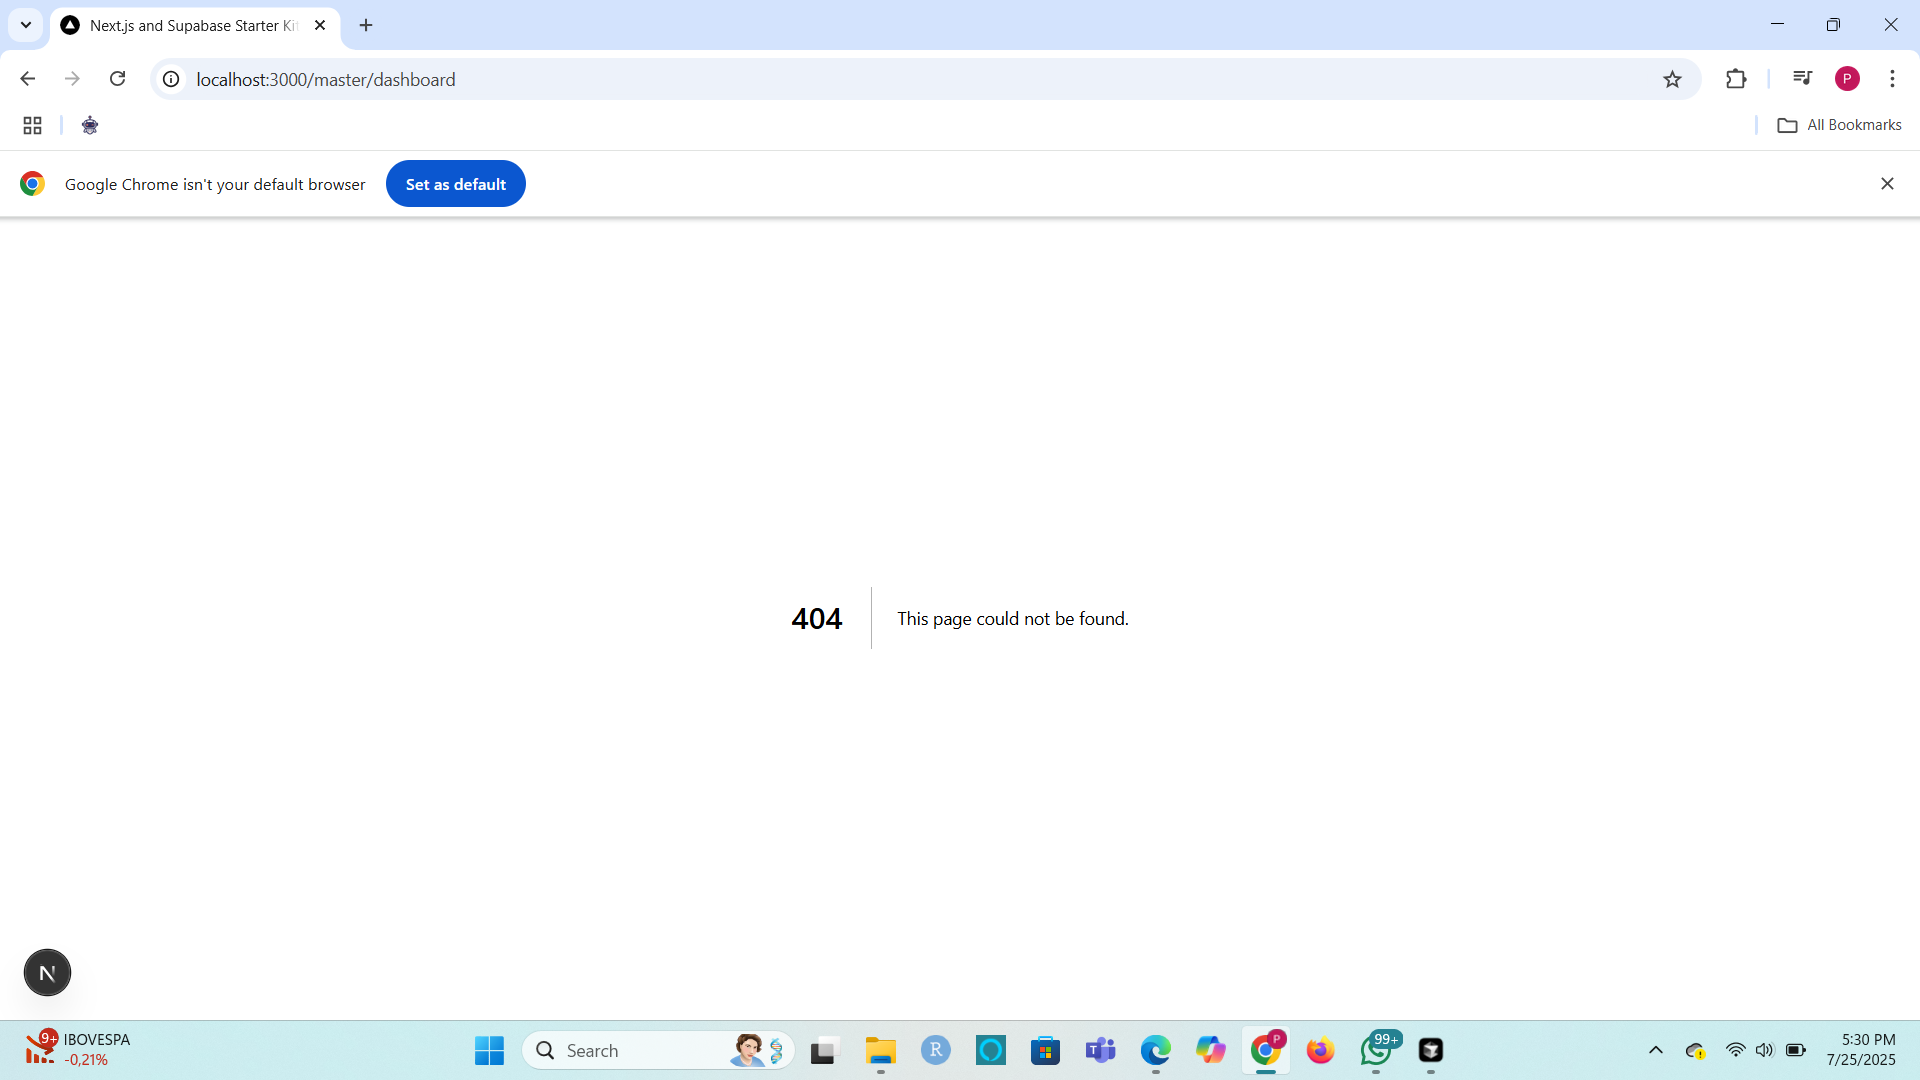 Next.js and Supabase Starter Ki
localhost:3000/master/dashboard
P
All Bookmarks
Google Chrome isn't your default browser
Set as default
404
This page could not be found.
N
9+
IBOVESPA
-0,21%
Search
R
T
P
99+
5:30 PM
7/25/2025